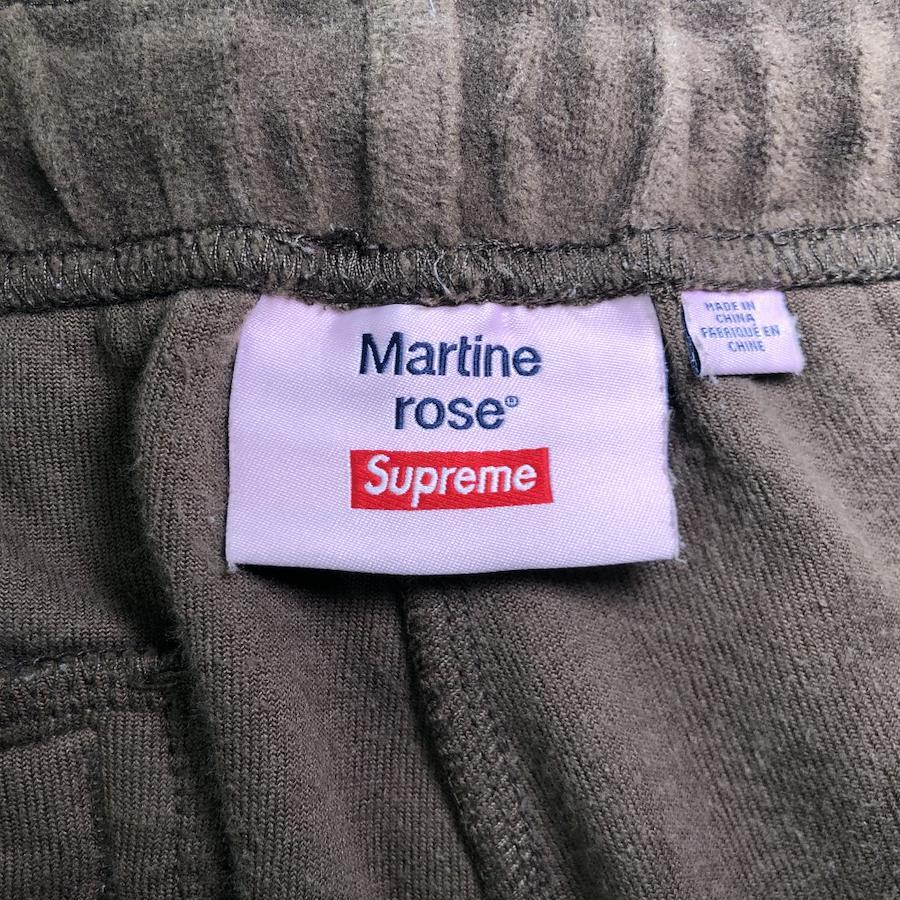 Martine
rose®
Supreme
MADE IN
CHINA
FABRIQUÉ EN
CHINE